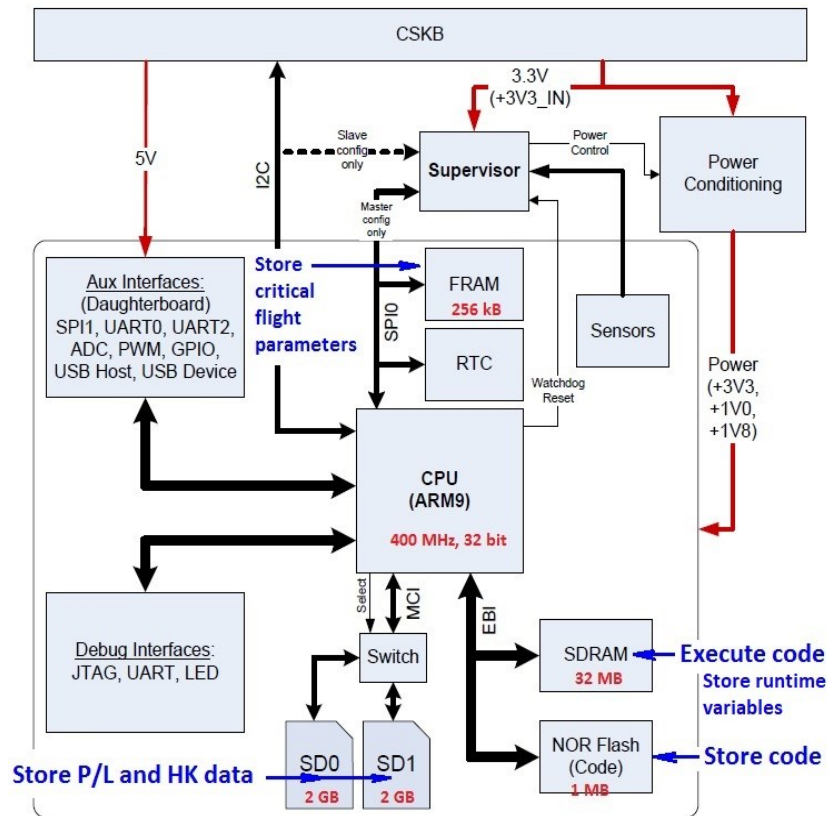 CSKB
3.3V
(+3V3_IN)
5V
I2C
Slave
config
only
Supervisor
Power
Control
Power
Conditioning
Master
config
only
Aux Interfaces:
(Daughterboard)
SPI1, UART0, UART2,
ADC, PWM, GPIO,
USB Host, USB Device
Store
critical
flight
parameters
SPI0
FRAM
256 kB
RTC
Sensors
Watchdog
Reset
Power
(+3V3,
+1V0,
+1V8)
CPU
(ARM9)
400 MHz, 32 bit
Debug Interfaces:
JTAG, UART, LED
Select
MCI
EBI
Switch
SDRAM
32 MB
Execute code
Store runtime
variables
NOR Flash
(Code)
1 MB
Store code
Store P/L and HK data
SD0
2 GB
SD1
2 GB